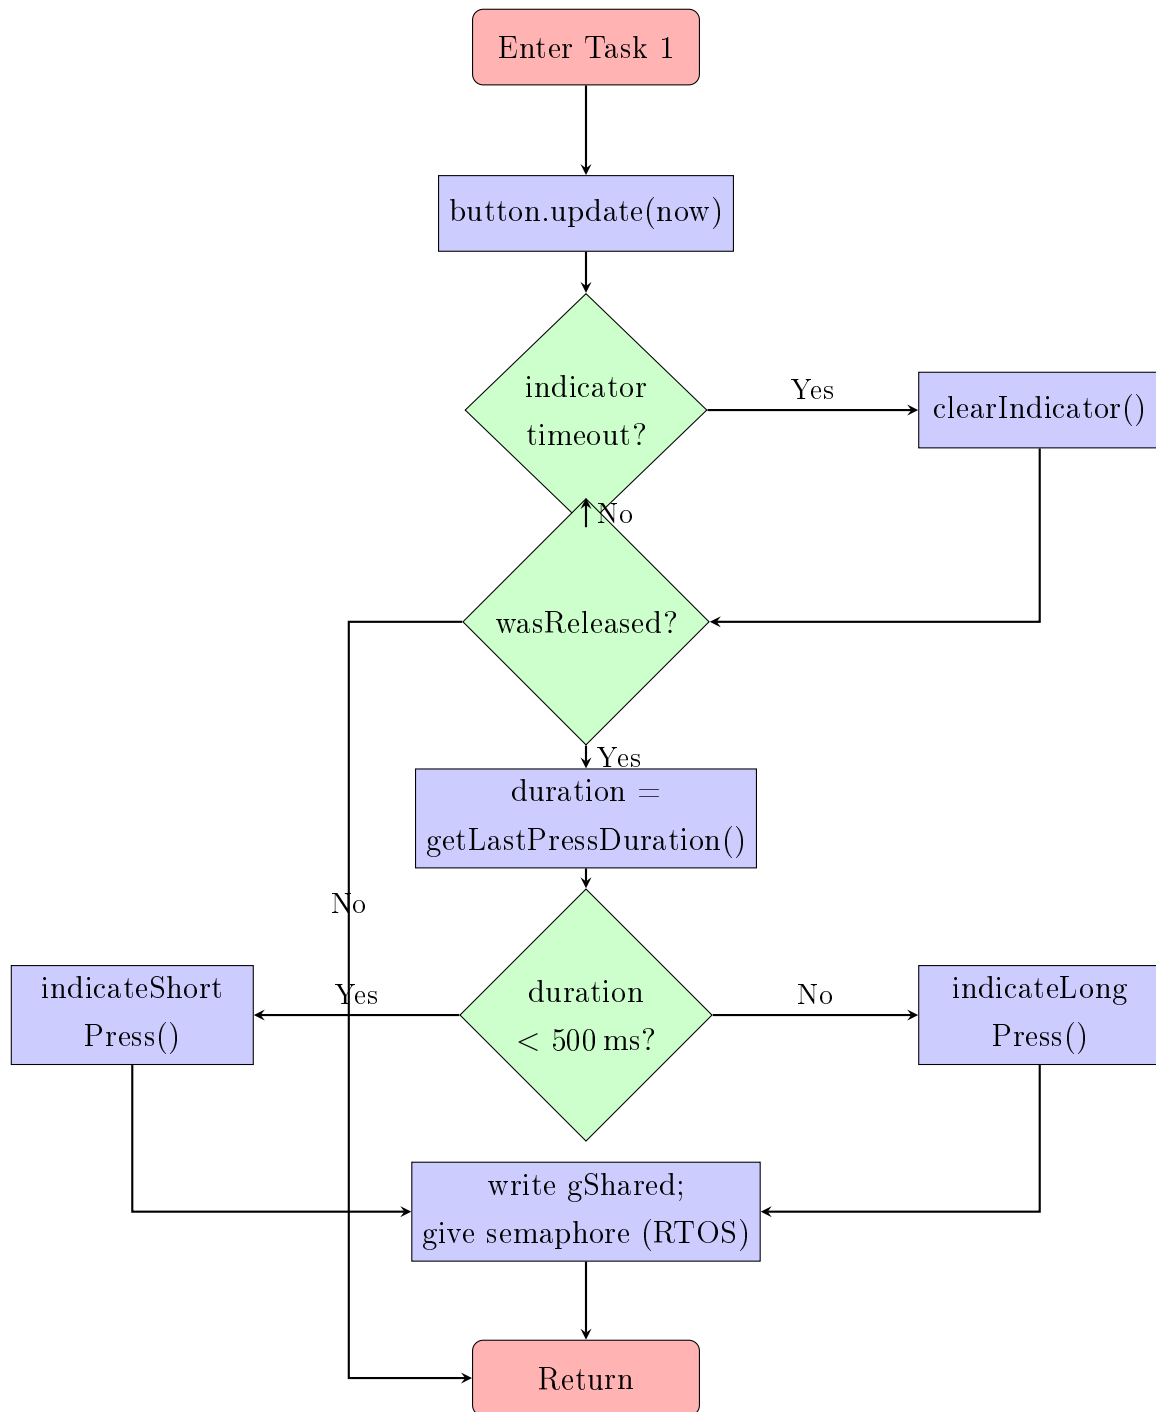 Enter Task 1
button.update(now)
indicator
timeout?
Yes
clearIndicator()
No
wasReleased?
Yes
duration =
getLastPressDuration()
No
indicateShort
Press()
Yes
duration
< 500 ms?
No
indicateLong
Press()
write gShared;
give semaphore (RTOS)
Return